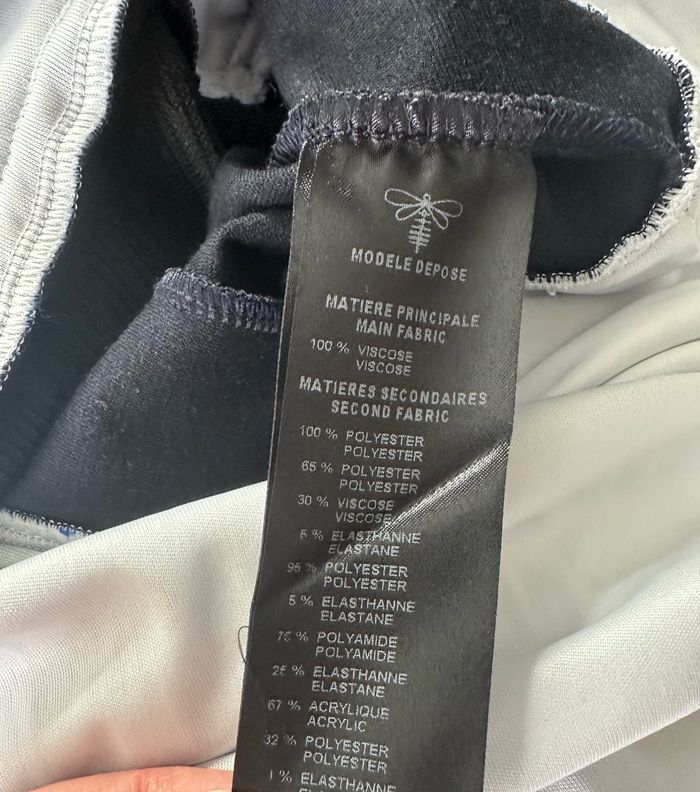 MODELE DEPOSE
MATIERE PRINCIPALE
MAIN FABRIC
100 % VISCOSE
VISCOSE
MATIERES SECONDAIRES
SECOND FABRIC
100 % POLYESTER
POLYESTER
65 % POLYESTER
POLYESTER
30 % VISCOSE
VISCOSE
5 % ELASTHANNE
ELASTANE
95 % POLYESTER
POLYESTER
5 % ELASTHANNE
ELASTANE
75 % POLYAMIDE
POLYAMIDE
25 % ELASTHANNE
ELASTANE
67 % ACRYLIQUE
ACRYLIC
32 % POLYESTER
POLYESTER
1 % ELASTHANNE
ELASTANE